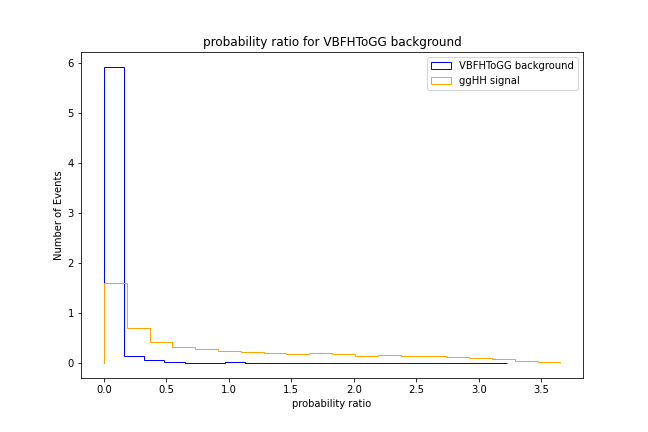 probability ratio for VBFHToGG background
VBFHToGG background
ggHH signal
Number of Events
6
5
4
3
2
1
0
0.0 0.5 1.0 1.5 2.0 2.5 3.0 3.5
probability ratio